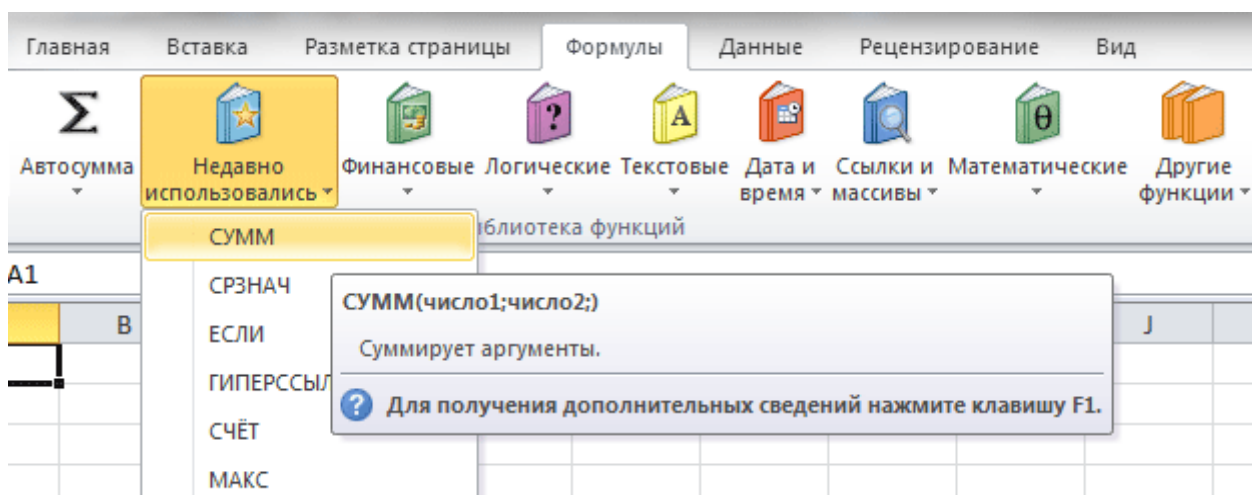 Главная Вставка Разметка страницы Формулы Данные Рецензирование Вид
Σ A θ
Автосумма Недавно использовались Финансовые Логические Текстовые Дата и время Ссылки и массивы Математические Другие функции
иблиотека функций
СУММ
A1
СРЗНАЧ
СУММ(число1;число2;)
B J
ЕСЛИ
Суммирует аргументы.
ГИПЕРССЫЛ
? Для получения дополнительных сведений нажмите клавишу F1.
СЧЁТ
МАКС